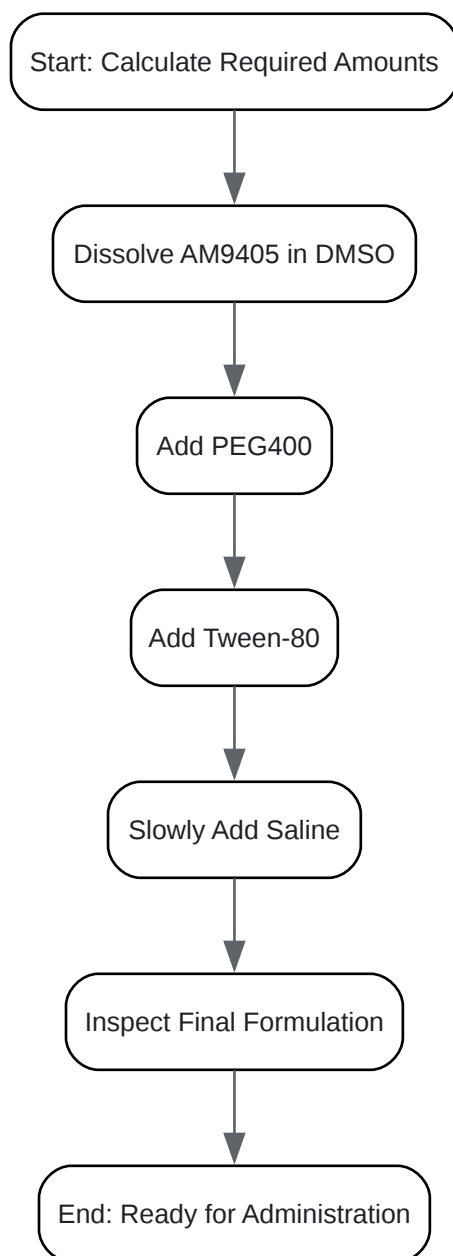 Start: Calculate Required Amounts
Dissolve AM9405 in DMSO
Add PEG400
Add Tween-80
Slowly Add Saline
Inspect Final Formulation
End: Ready for Administration